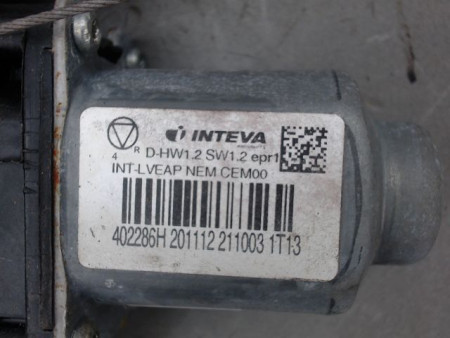 INTEVA
4 R D-HW1.2 SW1.2 epr1
INT-LVEAP NEM CEM00
402286H 201112 211003 1T13